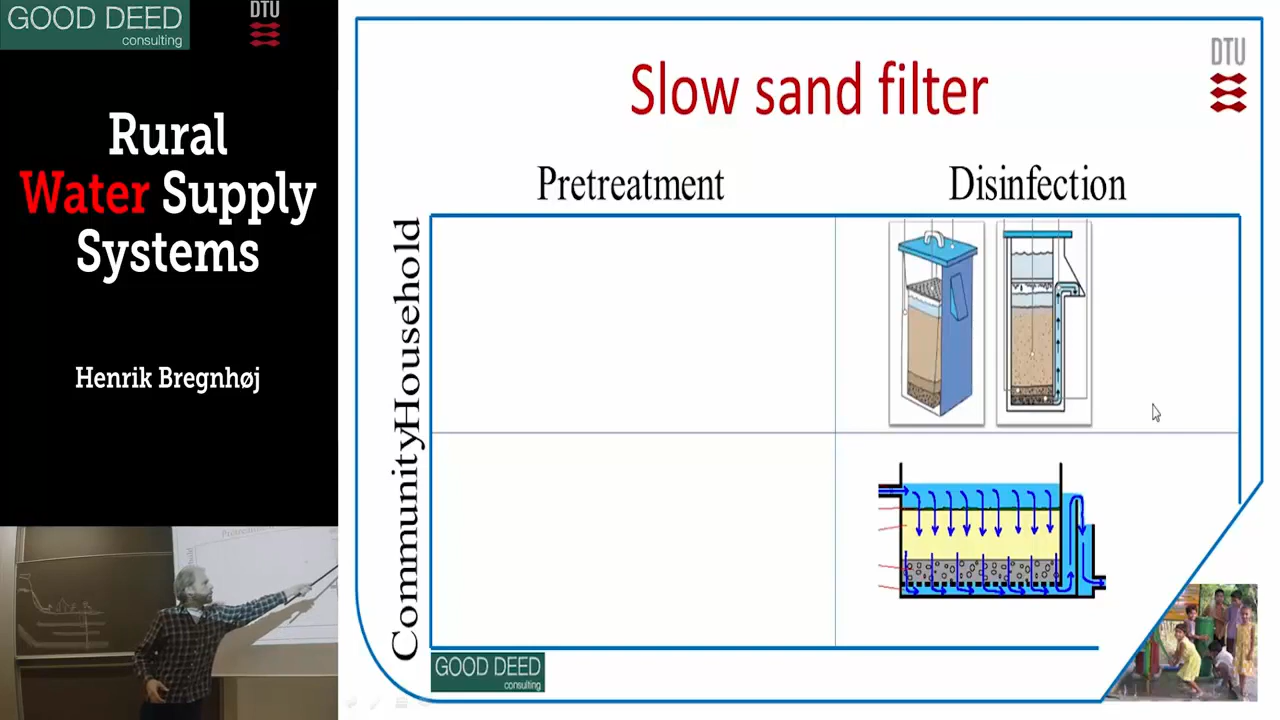 GOOD DEED
consulting
DTU
Rural
Water Supply
Systems
Henrik Bregnhøj
DTU
Slow sand filter
Pretreatment
Disinfection
Household
Community
GOOD DEED
consulting